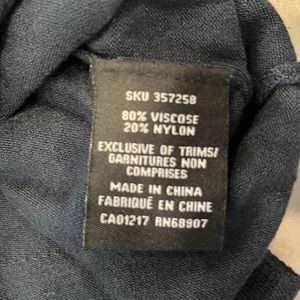 SKU 357258
80% VISCOSE
20% NYLON
EXCLUSIVE OF TRIMS/
GARNITURES NON
COMPRISES
MADE IN CHINA
FABRIQUÉ EN CHINE
CA01217 RN68907